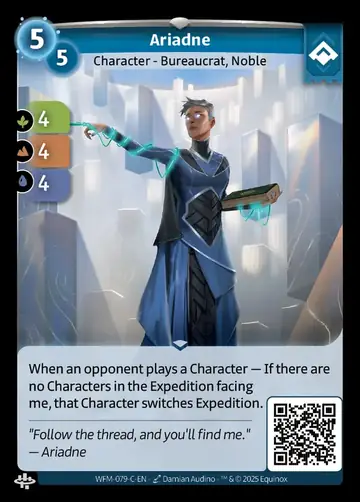 5
5
Ariadne
Character - Bureaucrat, Noble
4
4
4
When an opponent plays a Character — If there are
no Characters in the Expedition facing
me, that Character switches Expedition.
"Follow the thread, and you'll find me."
— Ariadne
WFM-079-C-EN - Damian Audino - ™ & © 2025 Equinox